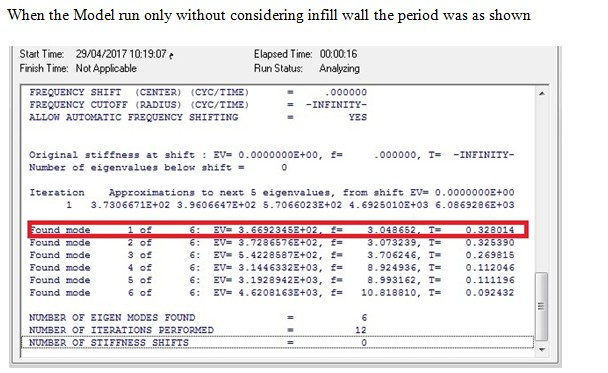 When the Model run only without considering infill wall the period was as shown
Start Time: 29/04/2017 10:19:07 م Elapsed Time: 00:00:16
Finish Time: Not Applicable Run Status: Analyzing
FREQUENCY SHIFT (CENTER) (CYC/TIME) = .000000
FREQUENCY CUTOFF (RADIUS) (CYC/TIME) = -INFINITY-
ALLOW AUTOMATIC FREQUENCY SHIFTING = YES
Original stiffness at shift : EV= 0.0000000E+00, f= .000000, T= -INFINITY-
Number of eigenvalues below shift = 0
Iteration Approximations to next 5 eigenvalues, from shift EV= 0.0000000E+00
1 3.7306671E+02 3.9606647E+02 5.7066023E+02 4.6925010E+03 6.0869286E+03
Found mode 1 of 6: EV= 3.6692345E+02, f= 3.048652, T= 0.328014
Found mode 2 of 6: EV= 3.7286576E+02, f= 3.073239, T= 0.325390
Found mode 3 of 6: EV= 5.4228587E+02, f= 3.706246, T= 0.269815
Found mode 4 of 6: EV= 3.1446332E+03, f= 8.924936, T= 0.112046
Found mode 5 of 6: EV= 3.1928942E+03, f= 8.993162, T= 0.111196
Found mode 6 of 6: EV= 4.6208163E+03, f= 10.818810, T= 0.092432
NUMBER OF EIGEN MODES FOUND = 6
NUMBER OF ITERATIONS PERFORMED = 12
NUMBER OF STIFFNESS SHIFTS = 0